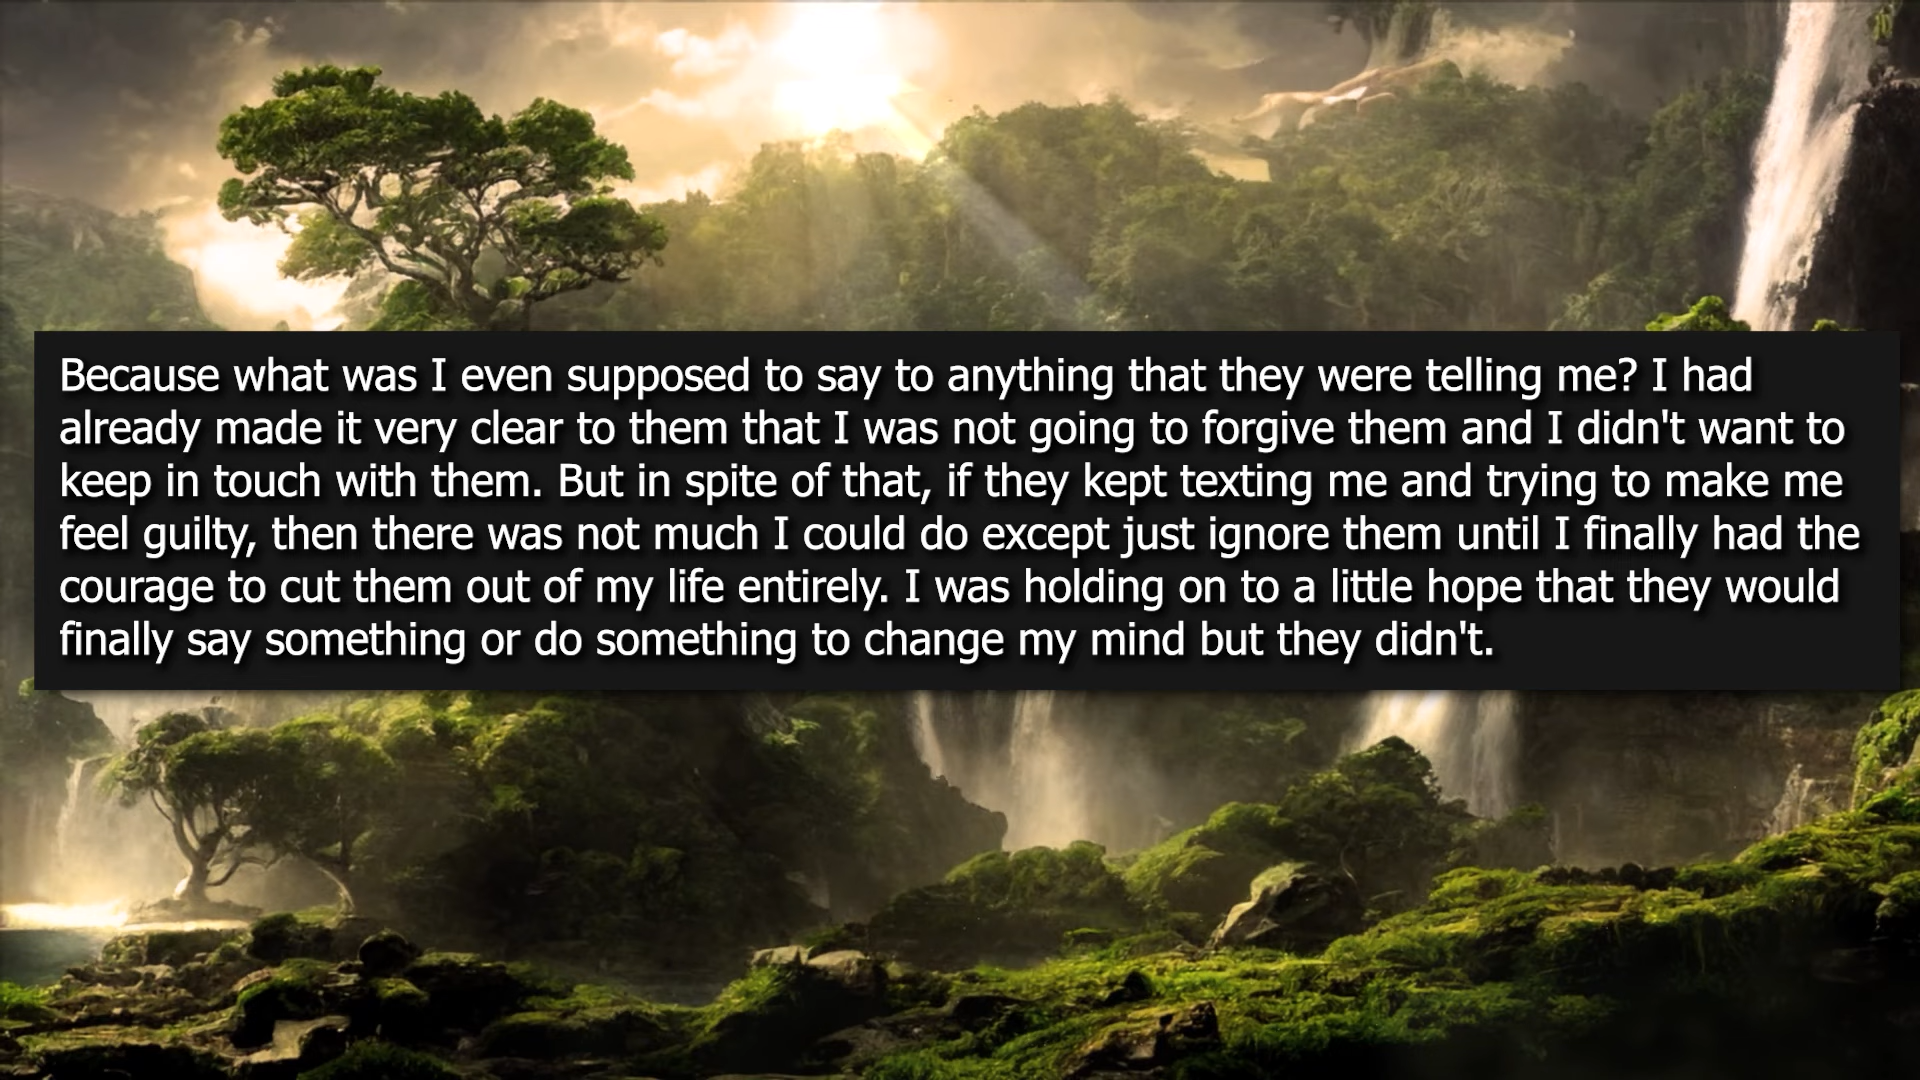 Because what was I even supposed to say to anything that they were telling me? I had
already made it very clear to them that I was not going to forgive them and I didn't want to
keep in touch with them. But in spite of that, if they kept texting me and trying to make me
feel guilty, then there was not much I could do except just ignore them until I finally had the
courage to cut them out of my life entirely. I was holding on to a little hope that they would
finally say something or do something to change my mind but they didn't.